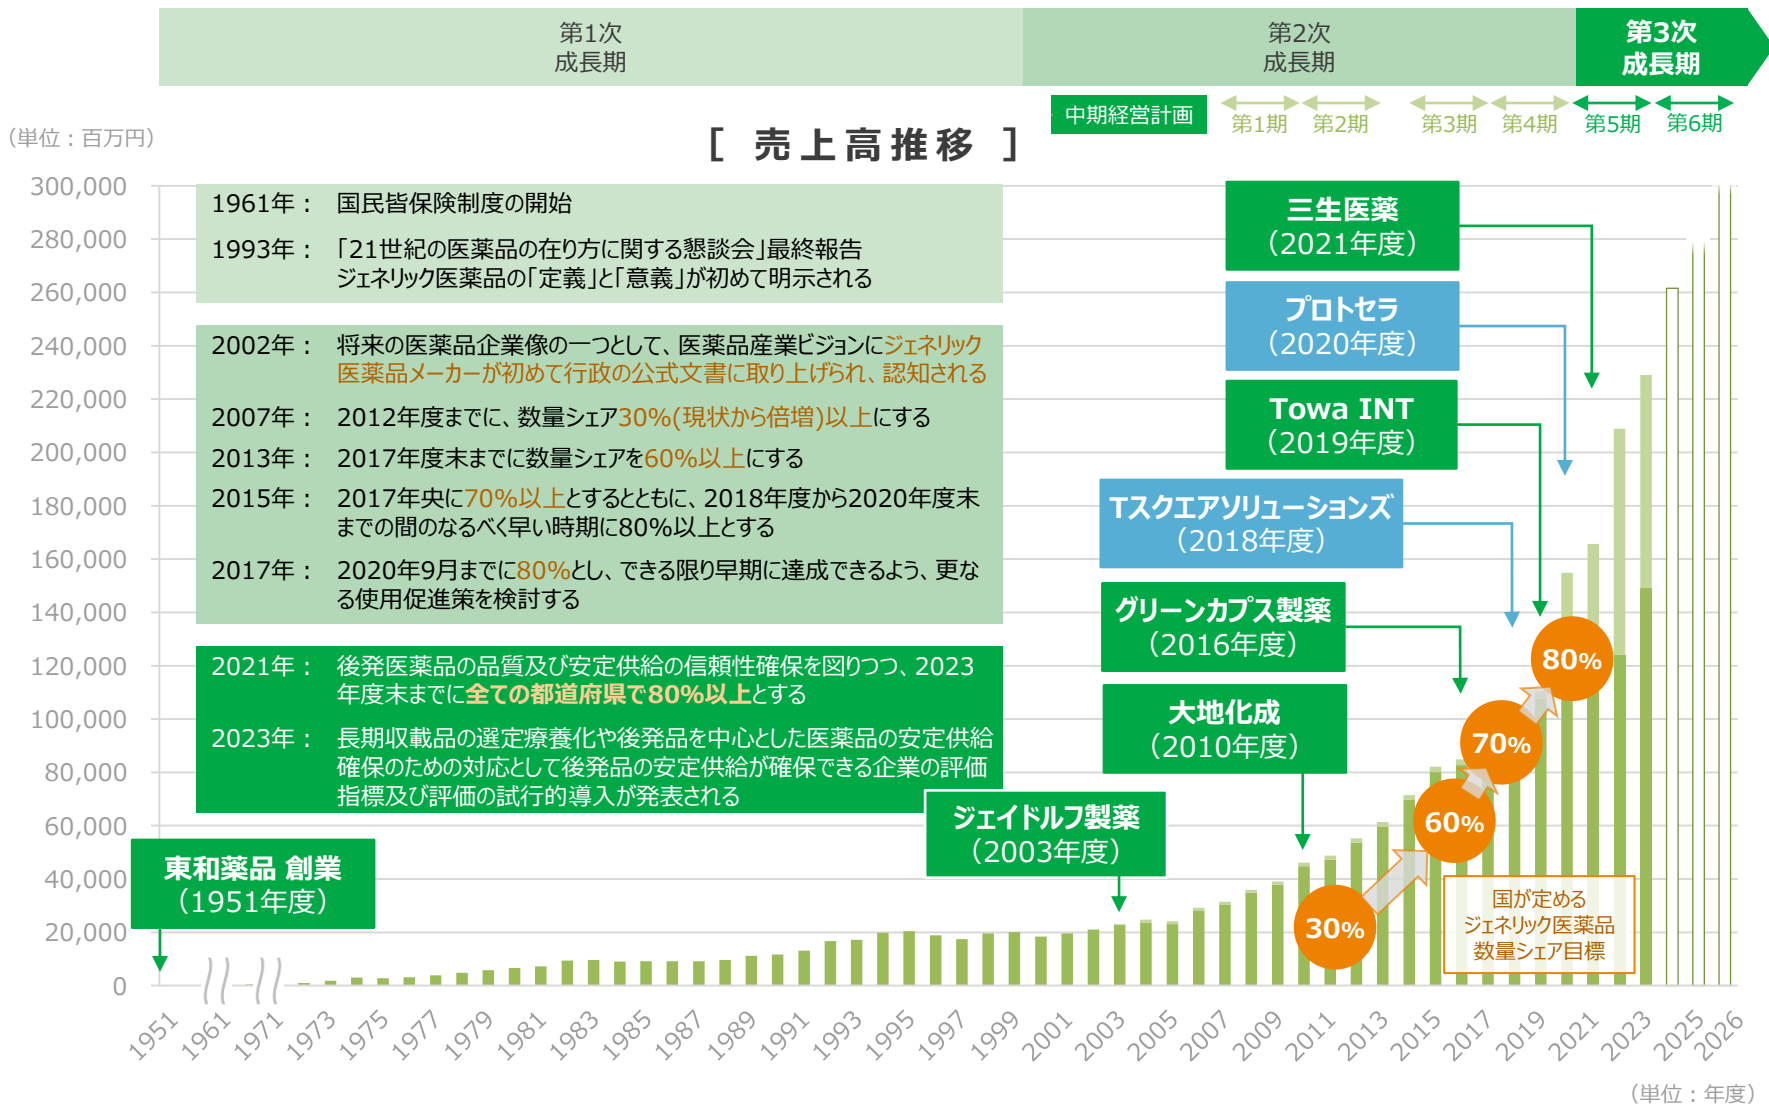 第1次
成長期
第2次
成長期
第3次
成長期
中期経営計画
第1期
第2期
第3期
第4期
第5期
第6期
（単位：百万円）
［ 売上高推移 ］
300,000
280,000
260,000
240,000
220,000
200,000
180,000
160,000
140,000
120,000
100,000
80,000
60,000
40,000
20,000
0
1961年： 国民皆保険制度の開始
1993年： 「21世紀の医薬品の在り方に関する懇談会」最終報告
ジェネリック医薬品の「定義」と「意義」が初めて明示される
2002年： 将来の医薬品企業像の一つとして、医薬品産業ビジョンにジェネリック
医薬品メーカーが初めて行政の公式文書に取り上げられ、認知される
2007年： 2012年度までに、数量シェア30%(現状から倍増)以上にする
2013年： 2017年度末までに数量シェアを60%以上にする
2015年： 2017年央に70%以上とするとともに、2018年度から2020年度末
までの間のなるべく早い時期に80%以上とする
2017年： 2020年9月までに80%とし、できる限り早期に達成できるよう、更な
る使用促進策を検討する
2021年： 後発医薬品の品質及び安定供給の信頼性確保を図りつつ、2023
年度末までに全ての都道府県で80%以上とする
2023年： 長期収載品の選定療養化や後発品を中心とした医薬品の安定供給
確保のための対応として後発品の安定供給が確保できる企業の評価
指標及び評価の試行的導入が発表される
東和薬品 創業
（1951年度）
ジェイドルフ製薬
（2003年度）
大地化成
（2010年度）
グリーンカプス製薬
（2016年度）
Tスクエアソリューションズ
（2018年度）
Towa INT
（2019年度）
プロトセラ
（2020年度）
三生医薬
（2021年度）
30%
60%
70%
80%
国が定める
ジェネリック医薬品
数量シェア目標
1951
1961
1971
1973
1975
1977
1979
1981
1983
1985
1987
1989
1991
1993
1995
1997
1999
2001
2003
2005
2007
2009
2011
2013
2015
2017
2019
2021
2023
2025
2026
（単位：年度）